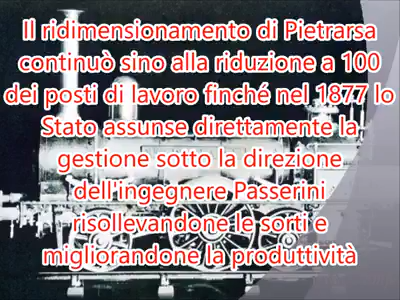 Il ridimensionamento di Pietrarsa
continuò sino alla riduzione a 100
dei posti di lavoro finché nel 1877 lo
Stato assunse direttamente la
gestione sotto la direzione
dell'ingegnere Passerini
risollevandone le sorti e
migliorandone la produttività